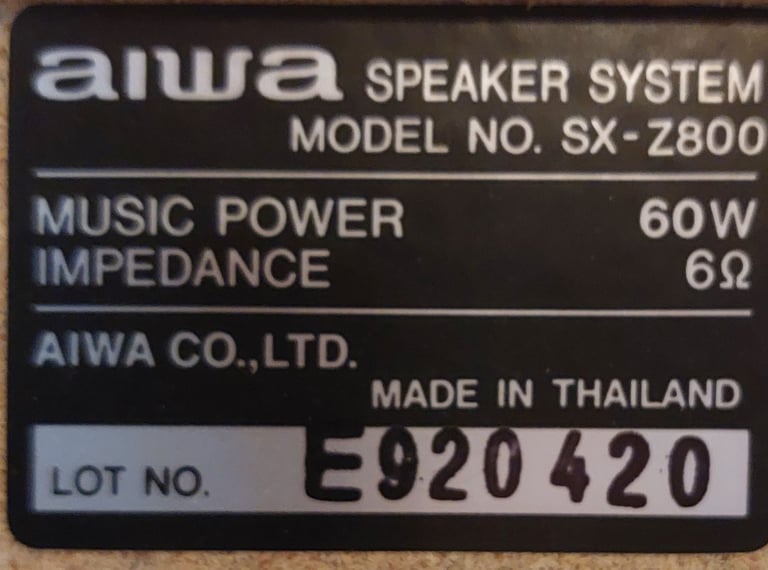 aiwa SPEAKER SYSTEM
MODEL NO. SX-Z800
MUSIC POWER 60W
IMPEDANCE 6Ω
AIWA CO.,LTD.
MADE IN THAILAND
LOT NO. E920420